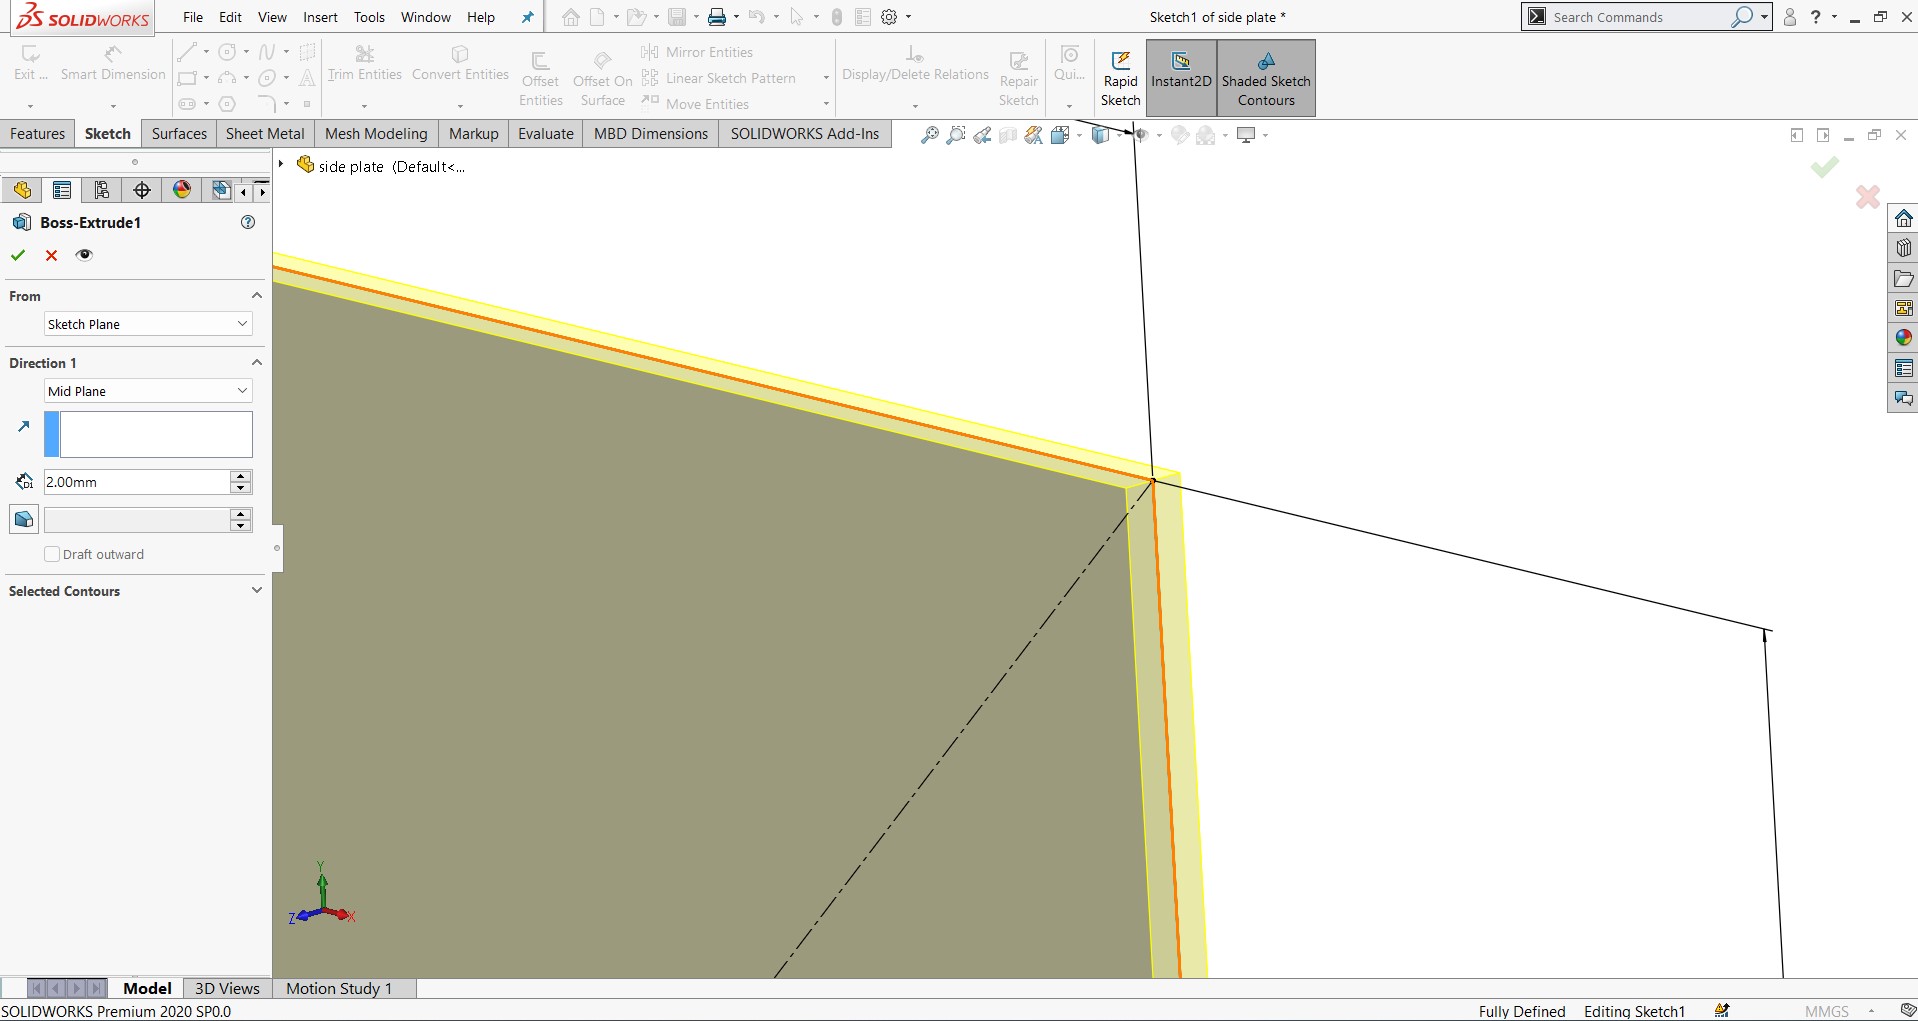 SOLIDWORKS File Edit View Insert Tools Window Help Sketch1 of side plate * Search Commands ?
Exit ... Smart Dimension Trim Entities Convert Entities Offset Entities Offset On Surface Mirror Entities Linear Sketch Pattern Move Entities Display/Delete Relations Repair Sketch Qui... Rapid Sketch Instant2D Shaded Sketch Contours
Features Sketch Surfaces Sheet Metal Mesh Modeling Markup Evaluate MBD Dimensions SOLIDWORKS Add-Ins
side plate (Default<...
Boss-Extrude1
From
Sketch Plane
Direction 1
Mid Plane
D1 2.00mm
Draft outward
Selected Contours
Y
Z X
Model 3D Views Motion Study 1
SOLIDWORKS Premium 2020 SP0.0 Fully Defined Editing Sketch1 MMGS